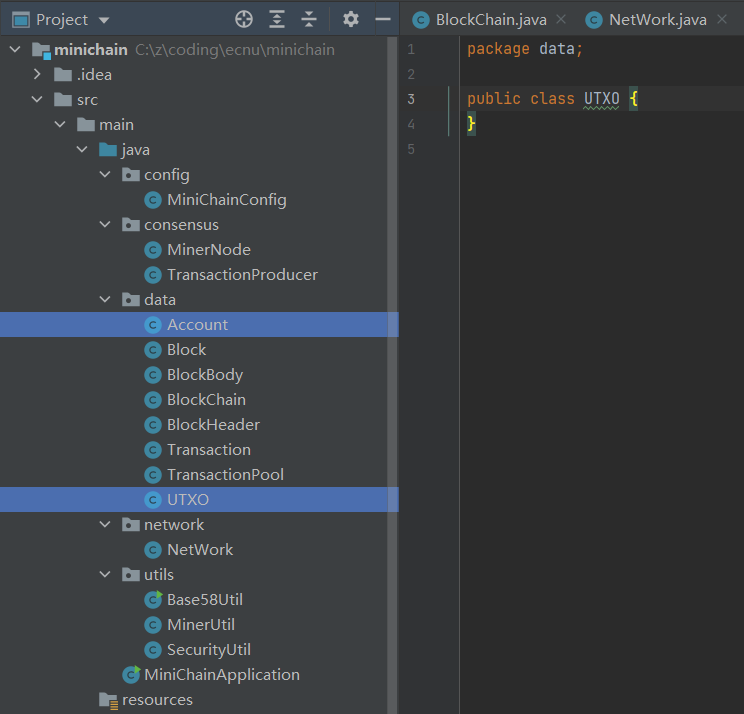 Project
minichain C:\z\coding\ecnu\minichain
.idea
src
main
java
config
MiniChainConfig
consensus
MinerNode
TransactionProducer
data
Account
Block
BlockBody
BlockChain
BlockHeader
Transaction
TransactionPool
UTXO
network
NetWork
utils
Base58Util
MinerUtil
SecurityUtil
MiniChainApplication
resources
BlockChain.java NetWork.java
1 package data;
2
3 public class UTXO {
4 }
5